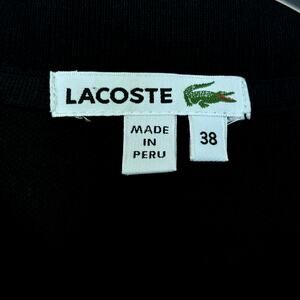 LACOSTE
MADE
IN
PERU
38